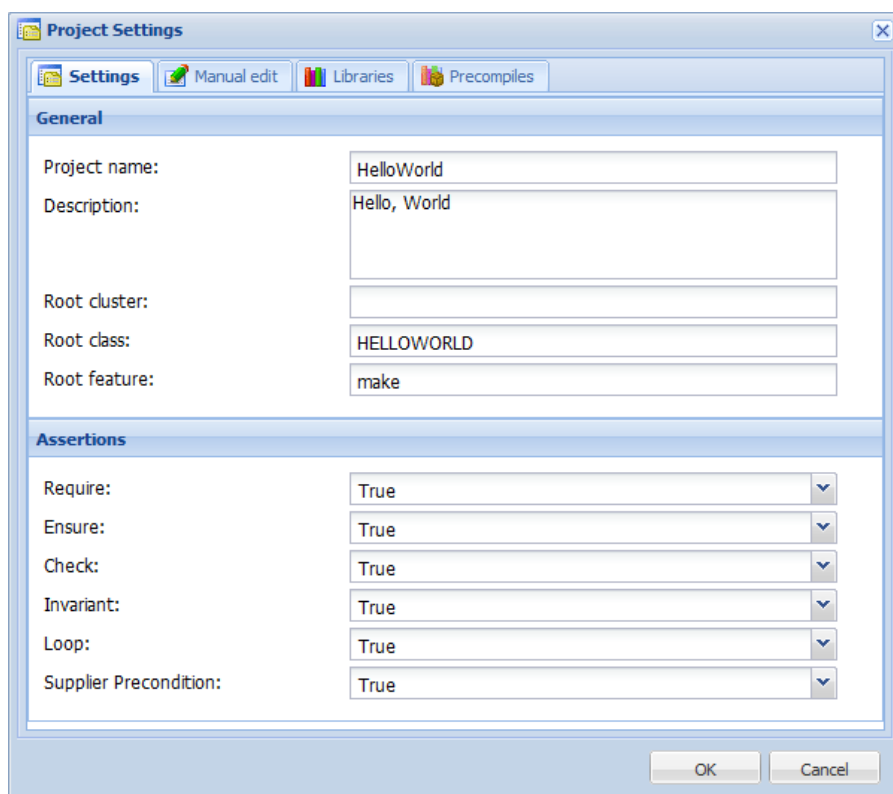 Project Settings
Settings Manual edit Libraries Precompiles
General
Project name: HelloWorld
Description: Hello, World
Root cluster:
Root class: HELLOWORLD
Root feature: make
Assertions
Require: True
Ensure: True
Check: True
Invariant: True
Loop: True
Supplier Precondition: True
OK Cancel